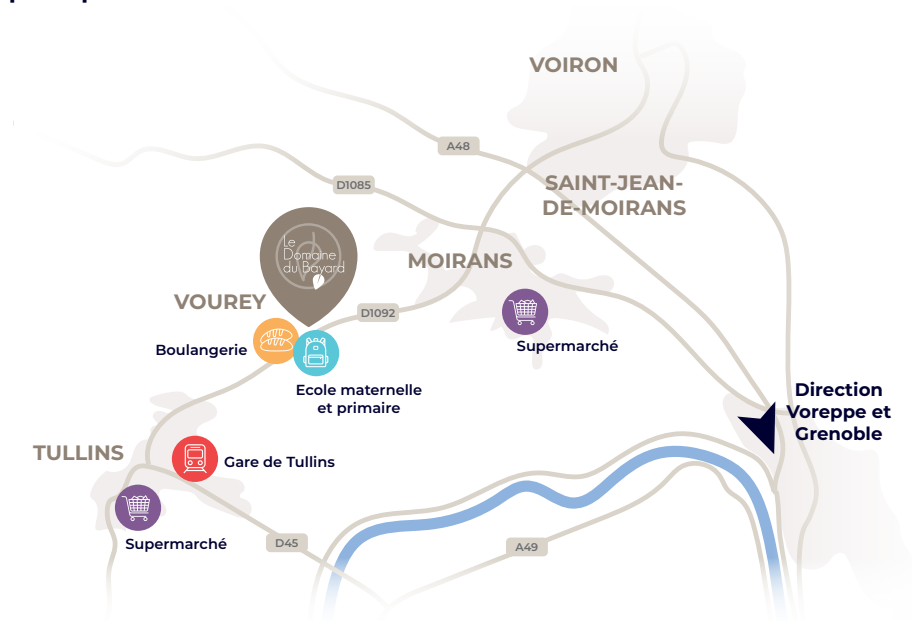 VOIRON
A48
D1085
SAINT-JEAN-
DE-MOIRANS
Le
Domaine
du Bayard
MOIRANS
VOUREY
D1092
Boulangerie
Supermarché
Ecole maternelle
et primaire
Direction
Voreppe et
Grenoble
TULLINS
Gare de Tullins
Supermarché
D45
A49